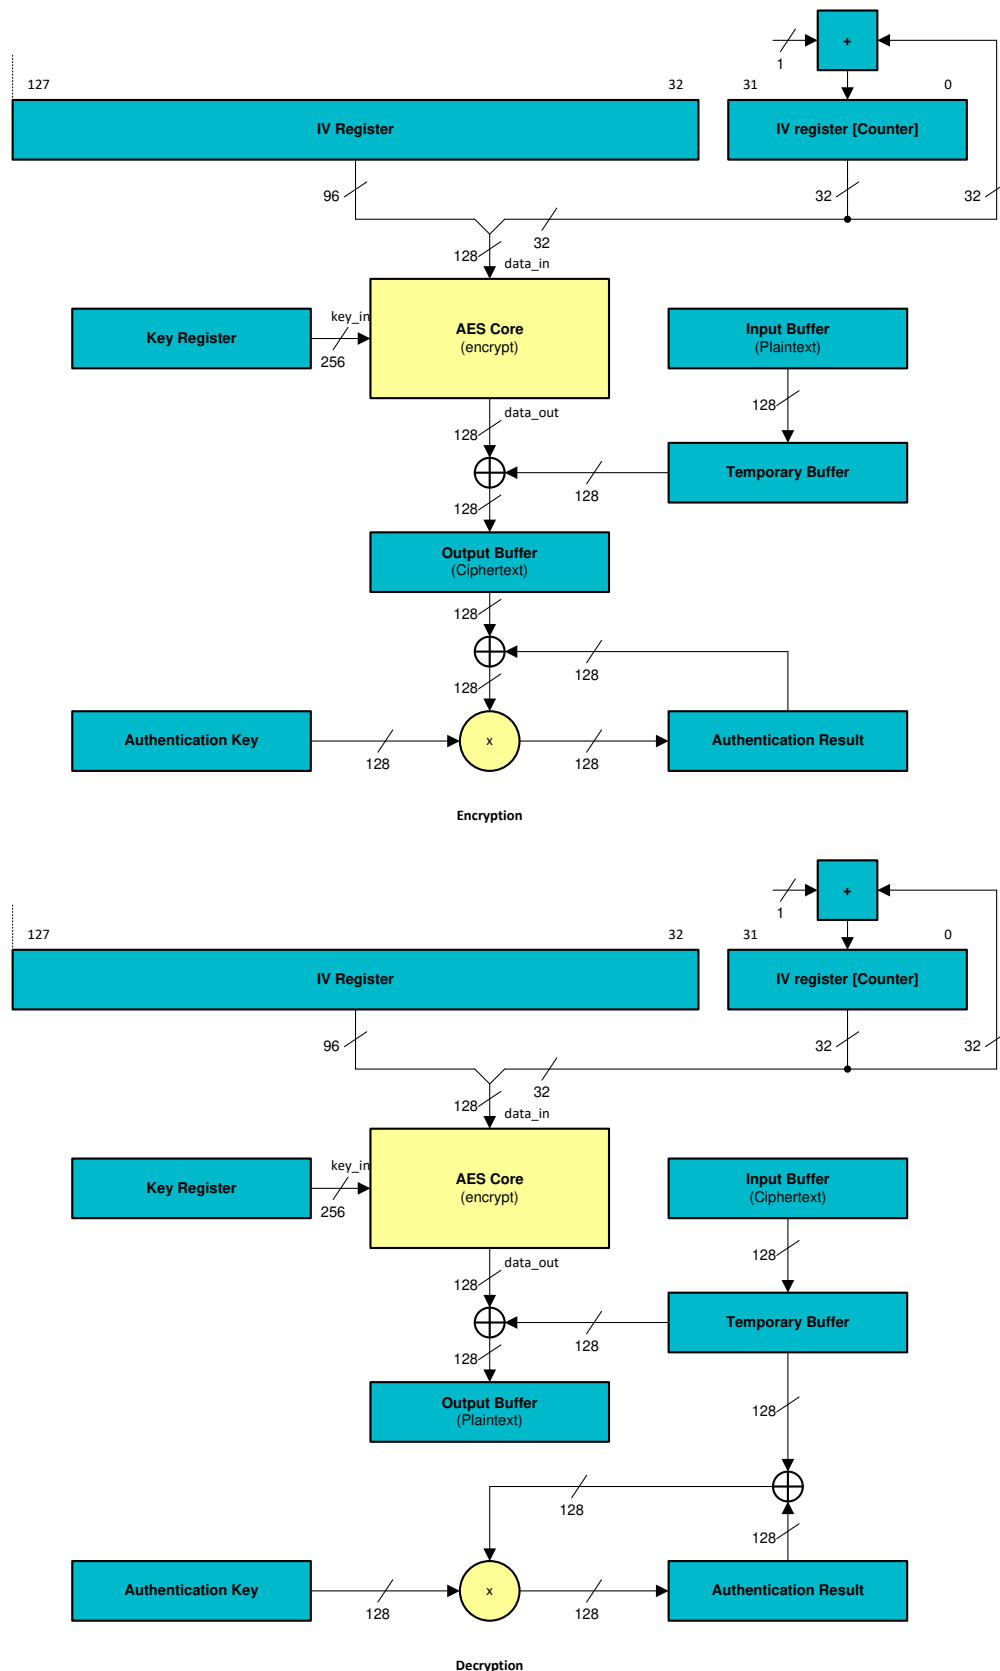 +
1
127
32
31
0
IV Register
IV register [Counter]
96
32
32
32
128
data_in
Key Register
key_in
256
AES Core
(encrypt)
Input Buffer
(Plaintext)
128
data_out
128
Temporary Buffer
128
128
Output Buffer
(Ciphertext)
128
128
128
Authentication Key
128
x
128
Authentication Result
Encryption
+
1
127
32
31
0
IV Register
IV register [Counter]
96
32
32
32
128
data_in
Key Register
key_in
256
AES Core
(encrypt)
Input Buffer
(Ciphertext)
128
data_out
128
Temporary Buffer
128
128
Output Buffer
(Plaintext)
128
128
128
Authentication Key
128
x
128
Authentication Result
Decryption